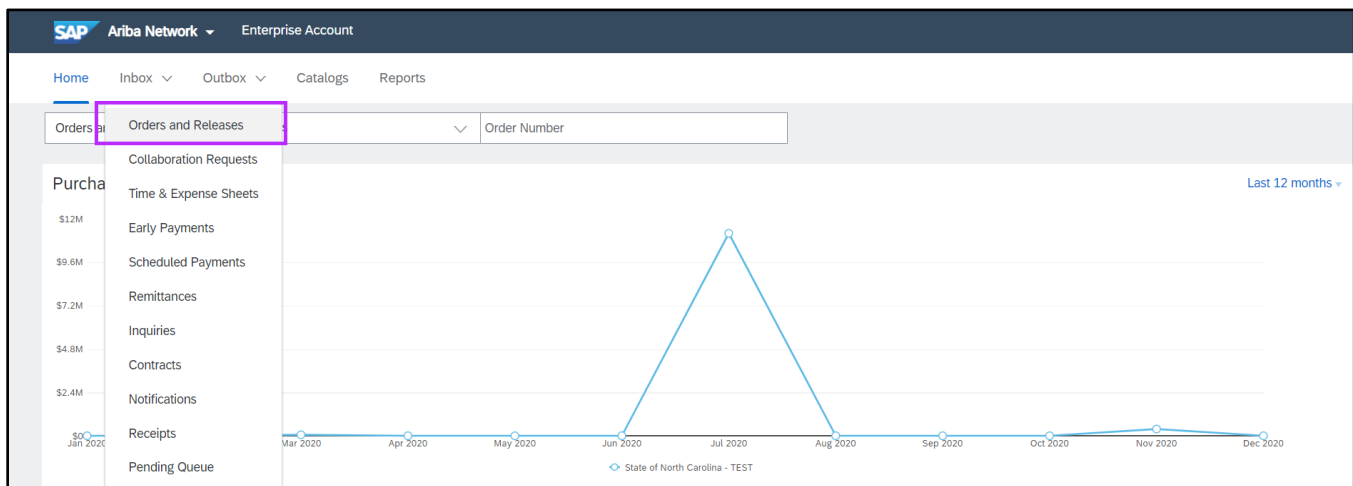 SAP Ariba Network Enterprise Account
Home Inbox Outbox Catalogs Reports
Orders a Orders and Releases s Order Number
Collaboration Requests
Purcha Time & Expense Sheets Last 12 months
$12M Early Payments
$9.6M Scheduled Payments
Remittances
$7.2M
Inquiries
$4.8M Contracts
$2.4M Notifications
$0 Receipts
Jan 2020 Mar 2020 Apr 2020 May 2020 Jun 2020 Jul 2020 Aug 2020 Sep 2020 Oct 2020 Nov 2020 Dec 2020
Pending Queue State of North Carolina - TEST